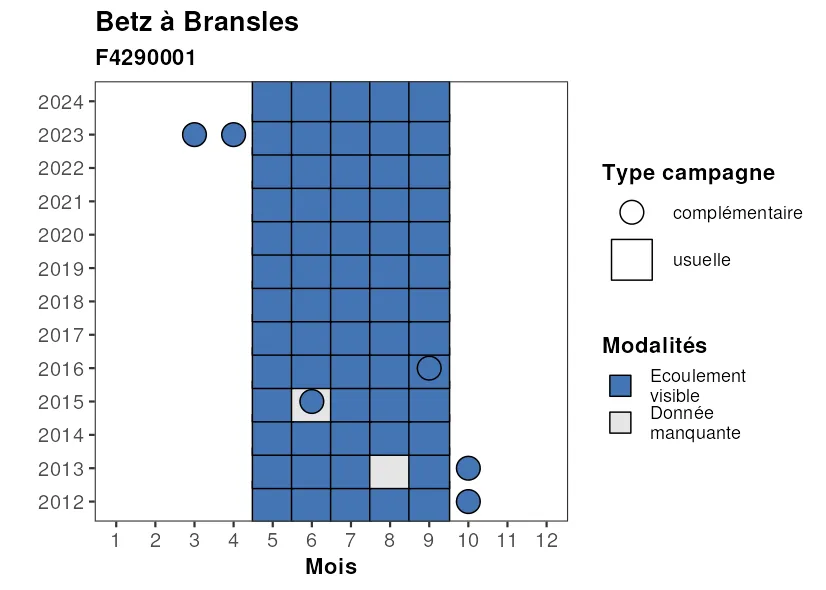 Betz à Bransles
F4290001
2024
2023
2022
2021
2020
2019
2018
2017
2016
2015
2014
2013
2012
1 2 3 4 5 6 7 8 9 10 11 12
Mois
Type campagne
complémentaire
usuelle
Modalités
Ecoulement
visible
Donnée
manquante